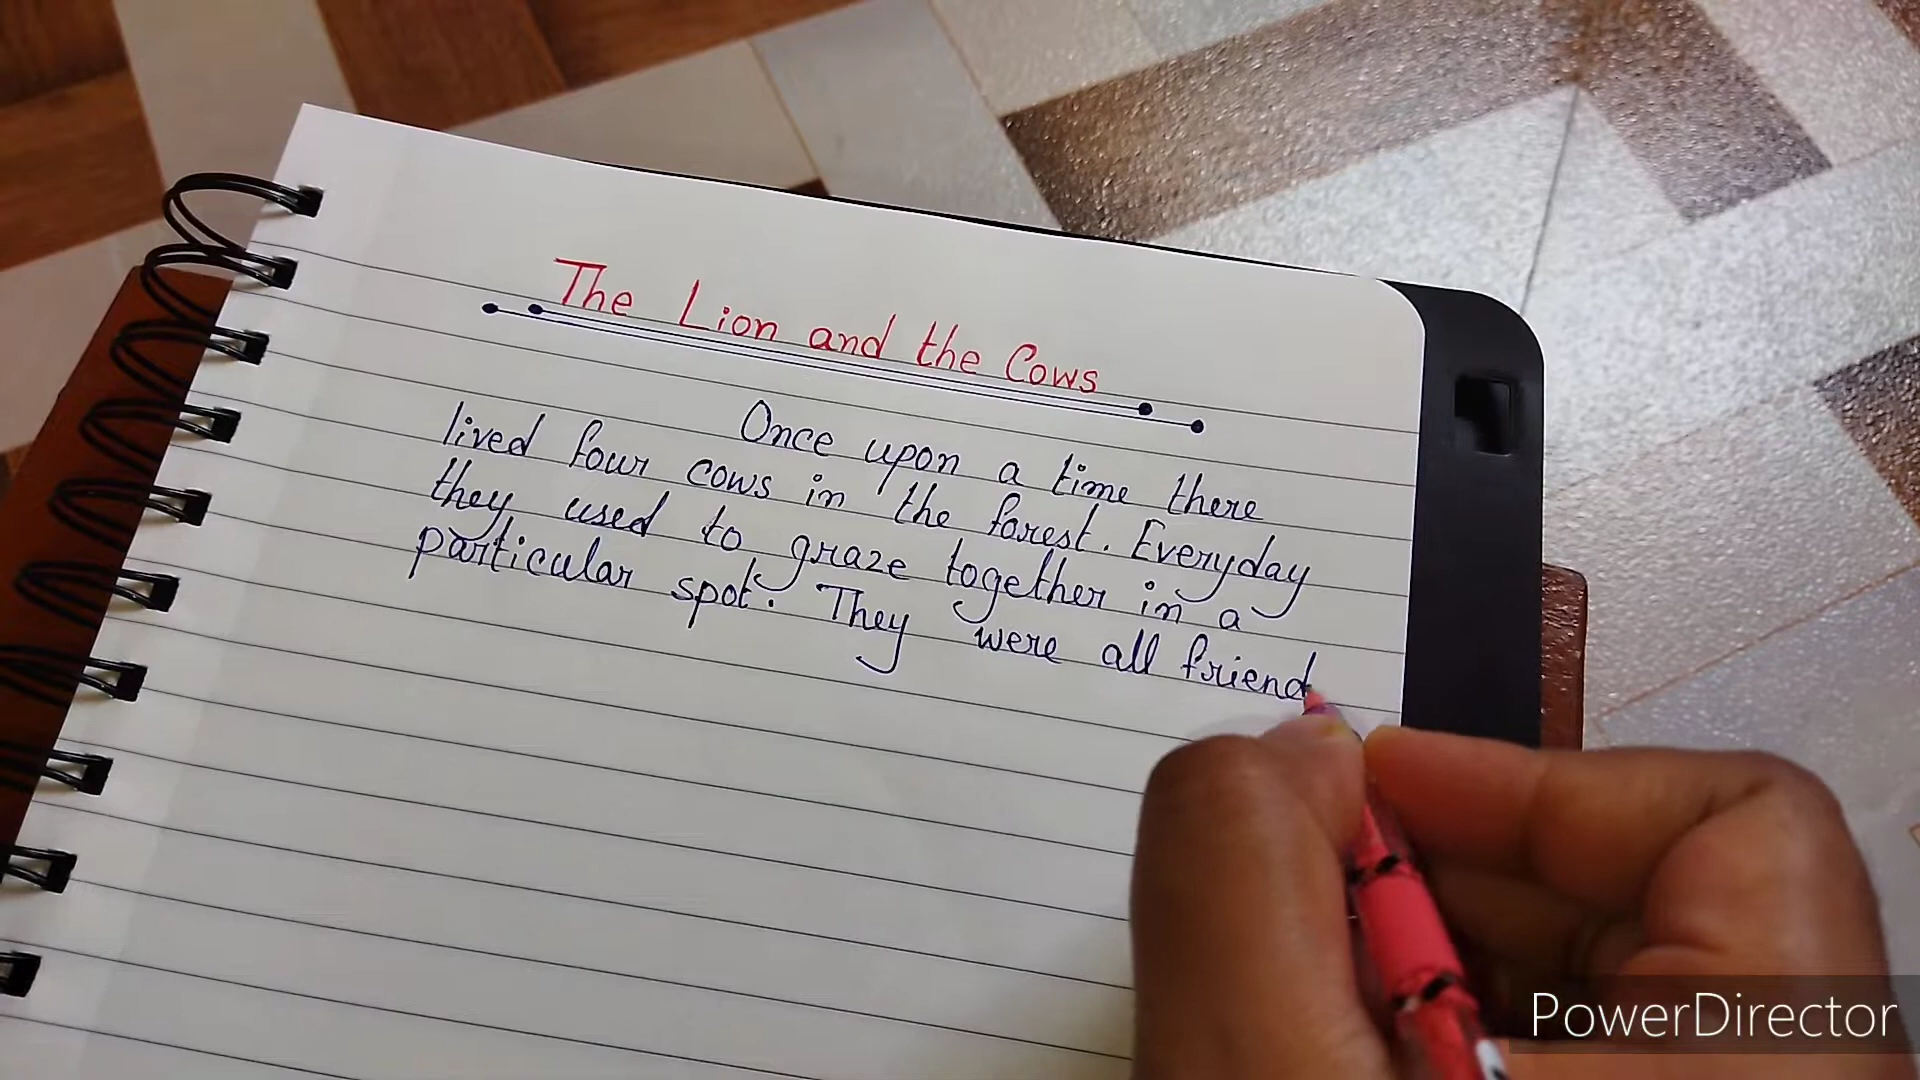 The Lion and the Cows
Once upon a time there
lived four cows in the forest. Everyday
they used to graze together in a
particular spot. They were all friend
PowerDirector